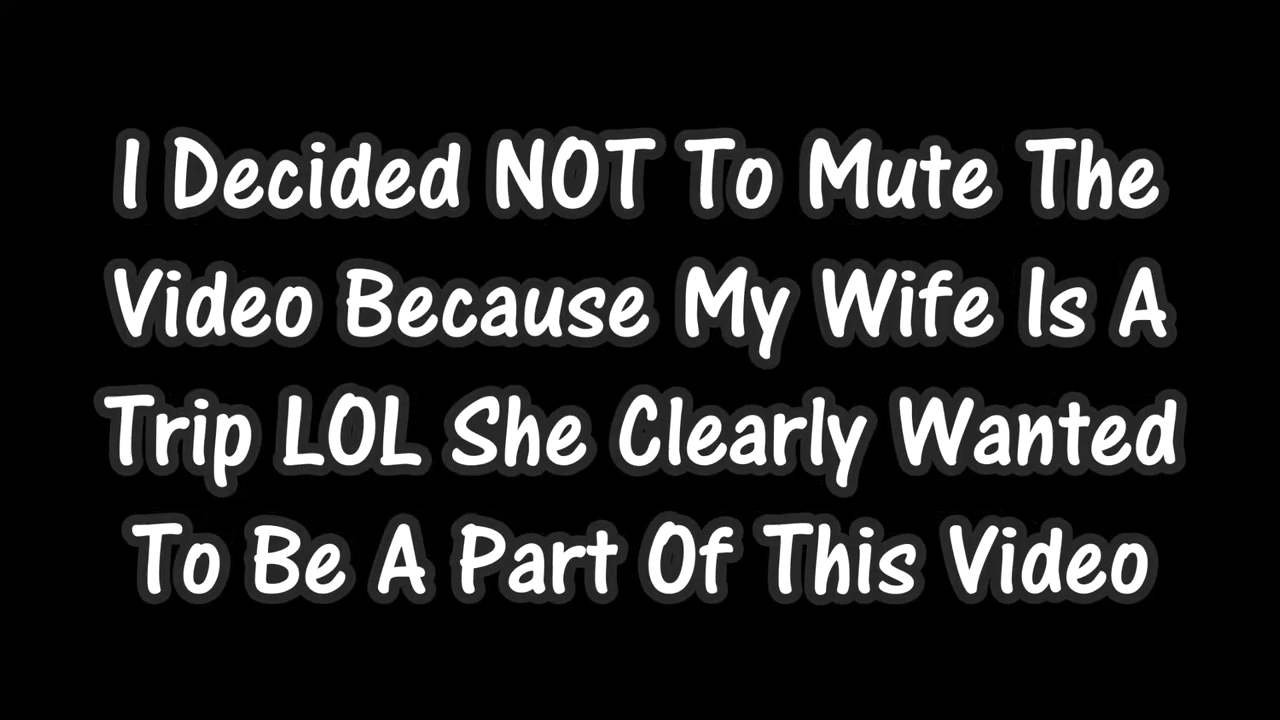 I Decided NOT To Mute The
Video Because My Wife Is A
Trip LOL She Clearly Wanted
To Be A Part Of This Video